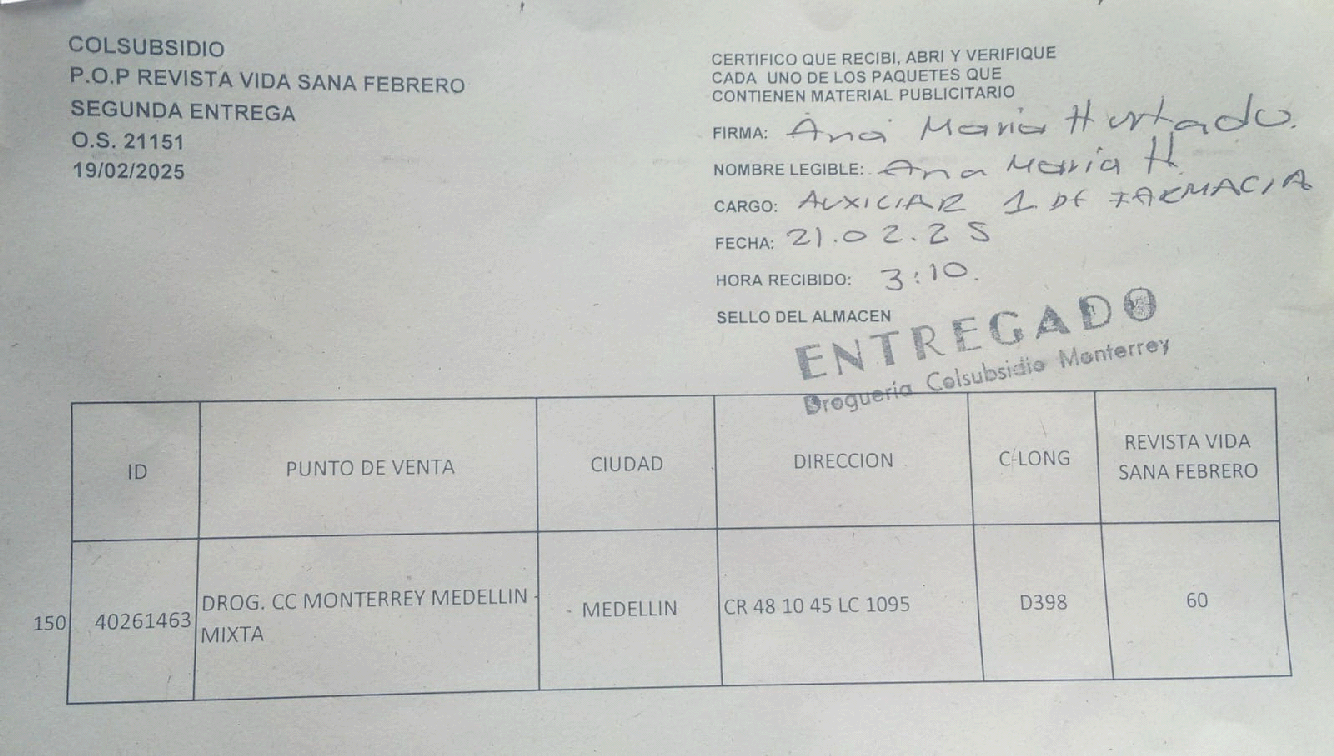 COLSUBSIDIO
P.O.P REVISTA VIDA SANA FEBRERO
SEGUNDA ENTREGA
O.S. 21151
19/02/2025
CERTIFICO QUE RECIBI, ABRI Y VERIFIQUE
CADA UNO DE LOS PAQUETES QUE
CONTIENEN MATERIAL PUBLICITARIO
FIRMA: Ana Maria Hurtado.
NOMBRE LEGIBLE: Ana Maria H.
CARGO: AUXILIAR 1 DE FARMACIA
FECHA: 21.02.25
HORA RECIBIDO: 3:10.
SELLO DEL ALMACEN
ENTREGADO
Droguería Colsubsidio Monterrey
ID PUNTO DE VENTA CIUDAD DIRECCION C-LONG REVISTA VIDA
SANA FEBRERO
150 40261463 DROG. CC MONTERREY MEDELLIN - MEDELLIN CR 48 10 45 LC 1095 D398 60
MIXTA